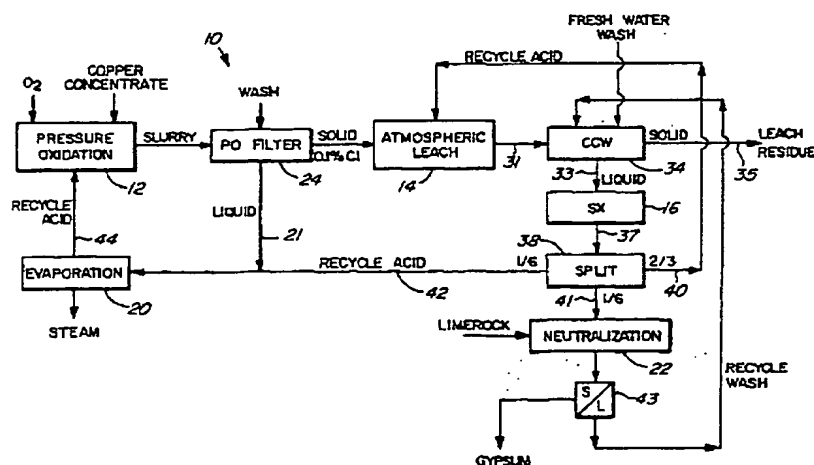 10
FRESH WATER
WASH
O2
COPPER
CONCENTRATE
WASH
RECYCLE ACID
PRESSURE
OXIDATION
12
SLURRY
PO FILTER
24
SOLID
0.1% Cl
ATMOSPHERIC
LEACH
14
31
CCW
34
SOLID
35
LEACH
RESIDUE
33
LIQUID
SX
16
37
RECYCLE
ACID
44
LIQUID
21
EVAPORATION
20
STEAM
RECYCLE ACID
42
1/6
38
SPLIT
2/3
40
41
1/6
LIMEROCK
NEUTRALIZATION
22
RECYCLE
WASH
S/L
43
GYPSUM